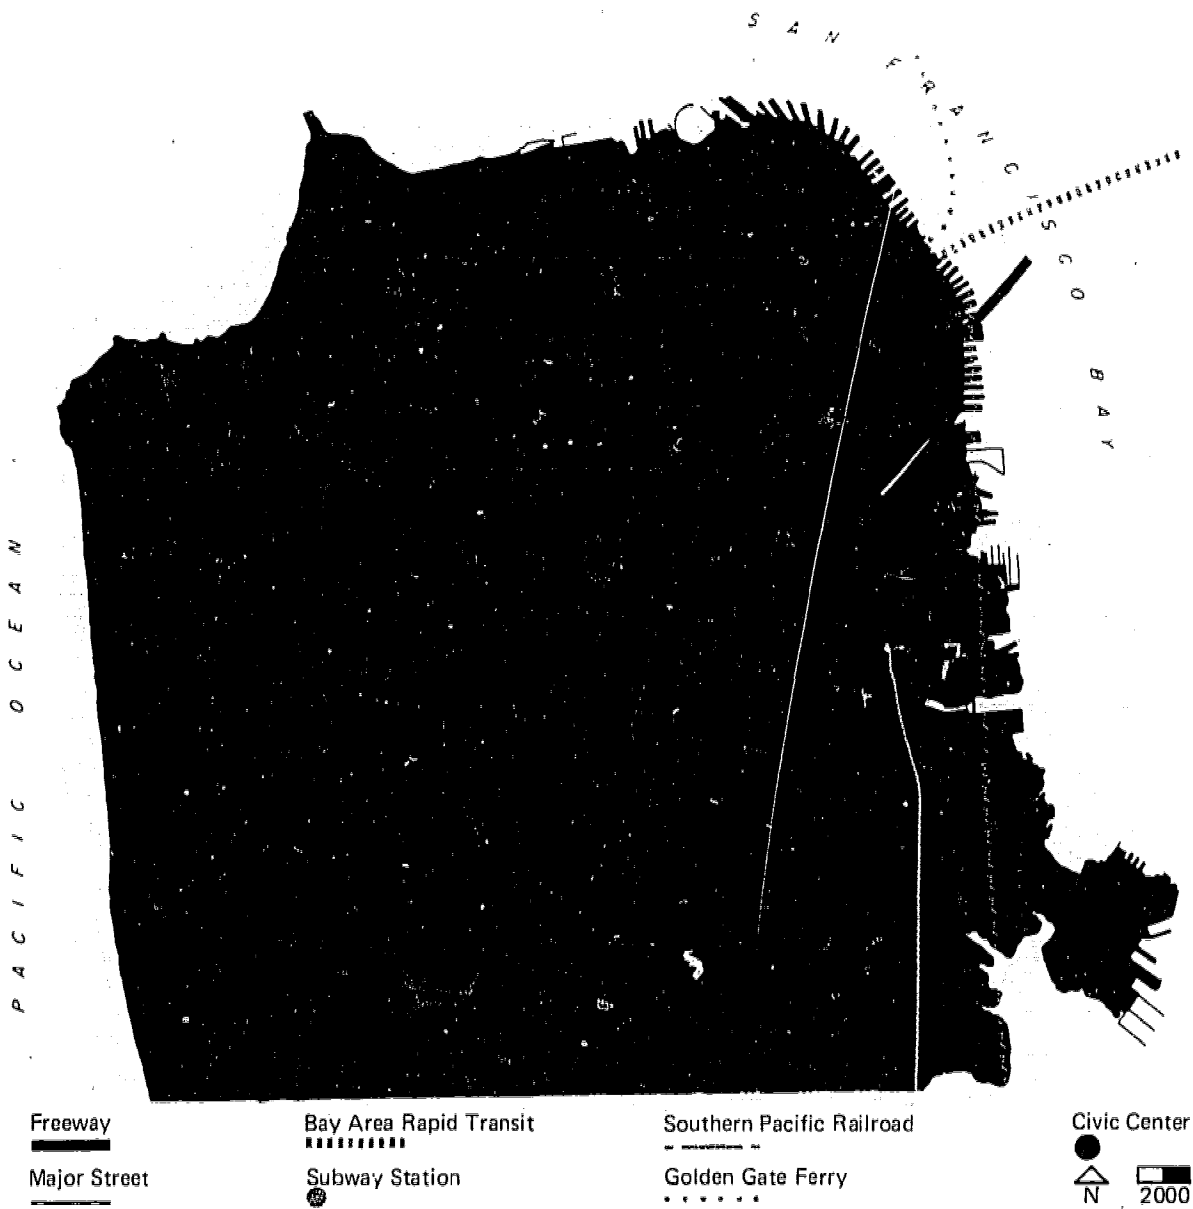 SAN FRANCISCO BAY
PACIFIC OCEAN
Freeway
Bay Area Rapid Transit
Southern Pacific Railroad
Civic Center
Major Street
Subway Station
Golden Gate Ferry
N
2000